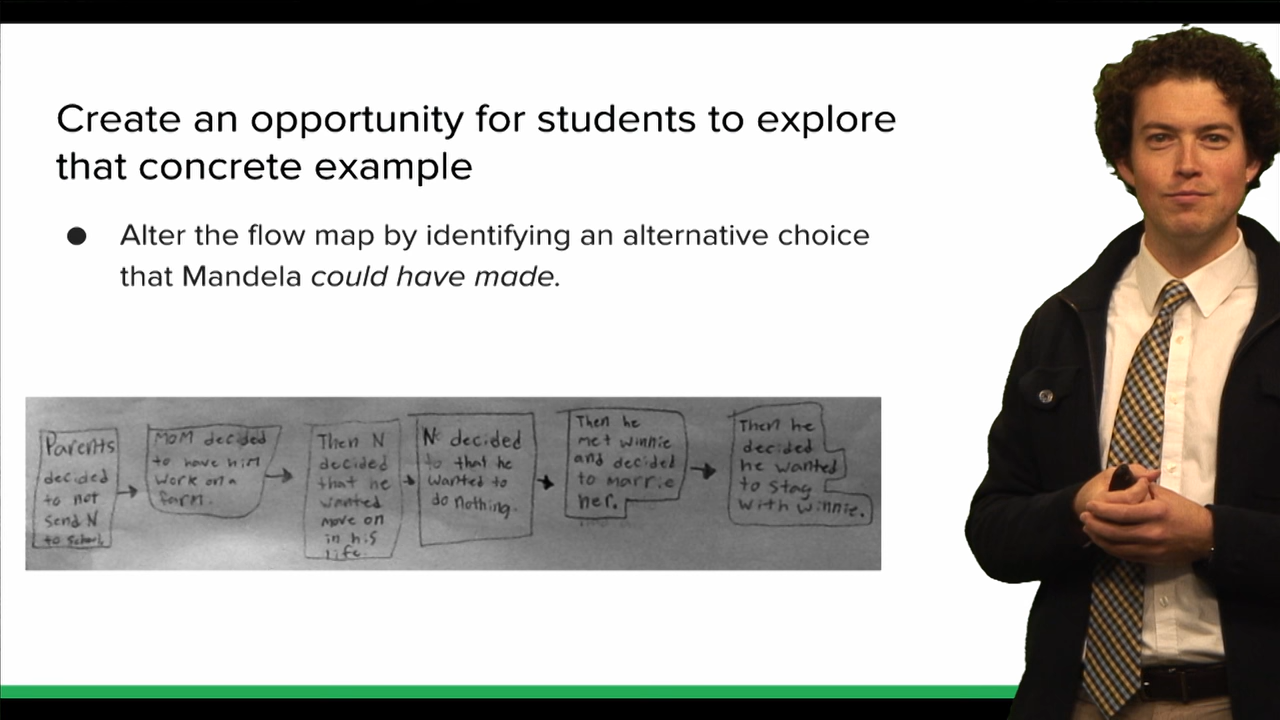 Create an opportunity for students to explore
that concrete example
● Alter the flow map by identifying an alternative choice
that Mandela could have made.
Parents
decided
to not
send N
to school
MOM decided
to have him
work on a
farm.
Then N
decided
that he
wanted
move on
in his
life.
N decided
to that he
wanted to
do nothing.
Then he
met winnie
and decided
to marrie
her.
Then he
decided
he wanted
to stay
with winnie.